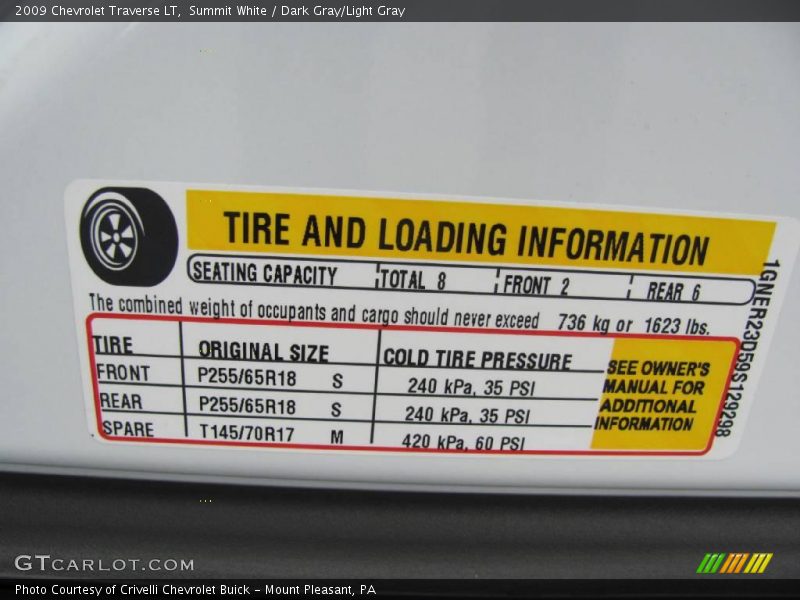 2009 Chevrolet Traverse LT, Summit White / Dark Gray/Light Gray
TIRE AND LOADING INFORMATION
SEATING CAPACITY TOTAL 8 FRONT 2 REAR 6
The combined weight of occupants and cargo should never exceed 736 kg or 1623 lbs.
TIRE ORIGINAL SIZE COLD TIRE PRESSURE
FRONT P255/65R18 S 240 kPa, 35 PSI
REAR P255/65R18 S 240 kPa, 35 PSI
SPARE T145/70R17 M 420 kPa, 60 PSI
SEE OWNER'S
MANUAL FOR
ADDITIONAL
INFORMATION
1GNER23D59S129298
GTCARLOT.COM
Photo Courtesy of Crivelli Chevrolet Buick - Mount Pleasant, PA